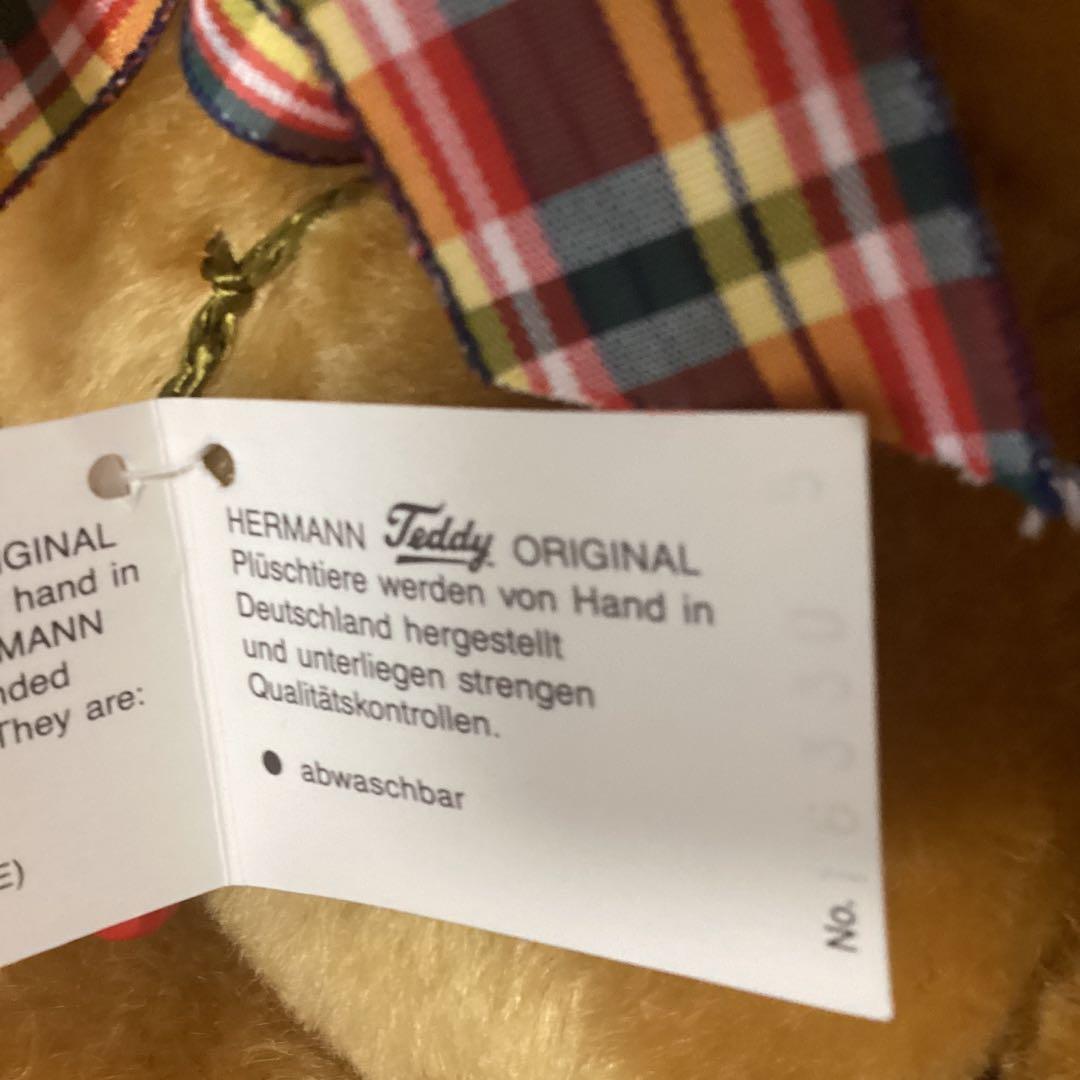 IGINAL
hand in
MANN
nded
They are:
E)
HERMANN Teddy ORIGINAL
Plüschtiere werden von Hand in
Deutschland hergestellt
und unterliegen strengen
Qualitätskontrollen.
● abwaschbar
No.